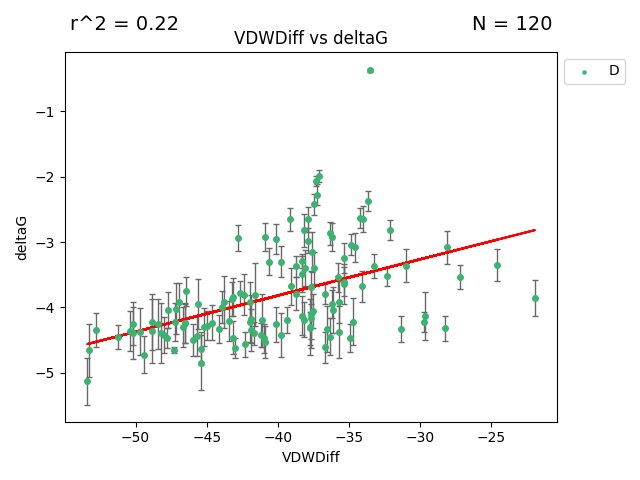 r^2 = 0.22
N = 120
VDWDiff vs deltaG
D
−1
−2
−3
−4
−5
deltaG
−50
−45
−40
−35
−30
−25
VDWDiff